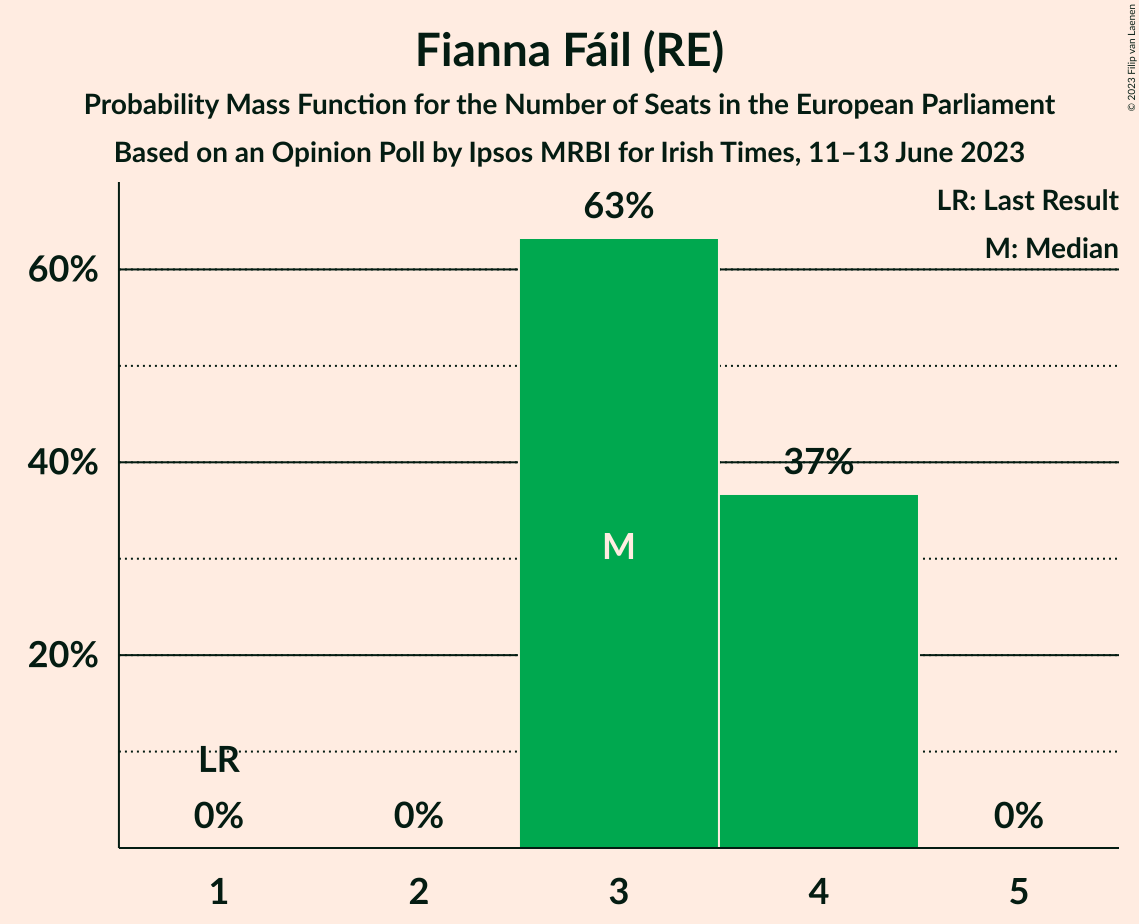 Fianna Fáil (RE)
Probability Mass Function for the Number of Seats in the European Parliament
Based on an Opinion Poll by Ipsos MRBI for Irish Times, 11–13 June 2023
© 2023 Filip van Laenen
LR: Last Result
M: Median
63%
60%
40%
37%
M
20%
LR
0%
0%
0%
1
2
3
4
5